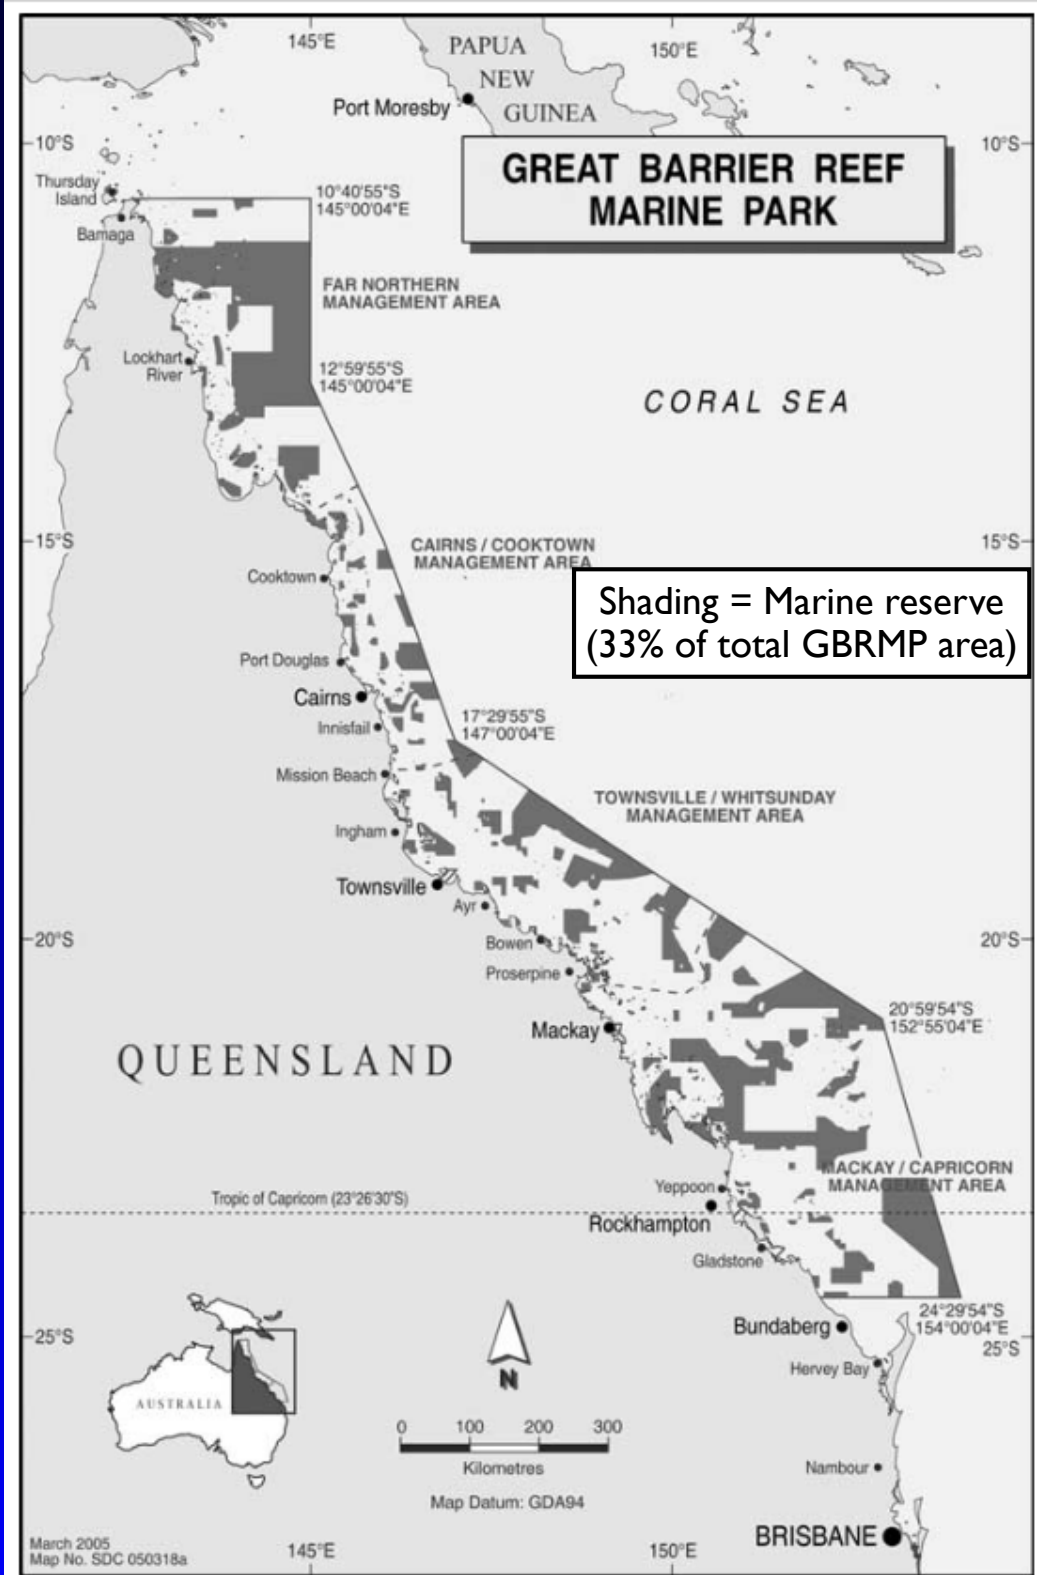 145°E
PAPUA
150°E
NEW
GUINEA
Port Moresby
10°S
10°S
GREAT BARRIER REEF
MARINE PARK
Thursday
Island
10°40'55"S
145°00'04"E
Bamaga
FAR NORTHERN
MANAGEMENT AREA
Lockhart
River
12°59'55"S
145°00'04"E
CORAL SEA
15°S
15°S
CAIRNS / COOKTOWN
MANAGEMENT AREA
Cooktown
Shading = Marine reserve
(33% of total GBRMP area)
Port Douglas
Cairns
17°29'55"S
147°00'04"E
Innisfail
Mission Beach
TOWNSVILLE / WHITSUNDAY
MANAGEMENT AREA
Ingham
Townsville
Ayr
20°S
20°S
Bowen
Proserpine
20°59'54"S
152°55'04"E
Mackay
QUEENSLAND
MACKAY / CAPRICORN
MANAGEMENT AREA
Yeppoon
Tropic of Capricorn (23°26'30"S)
Rockhampton
Gladstone
24°29'54"S
154°00'04"E
Bundaberg
25°S
25°S
Hervey Bay
N
AUSTRALIA
0 100 200 300
Kilometres
Nambour
Map Datum: GDA94
BRISBANE
March 2005
Map No. SDC 050318a
145°E
150°E